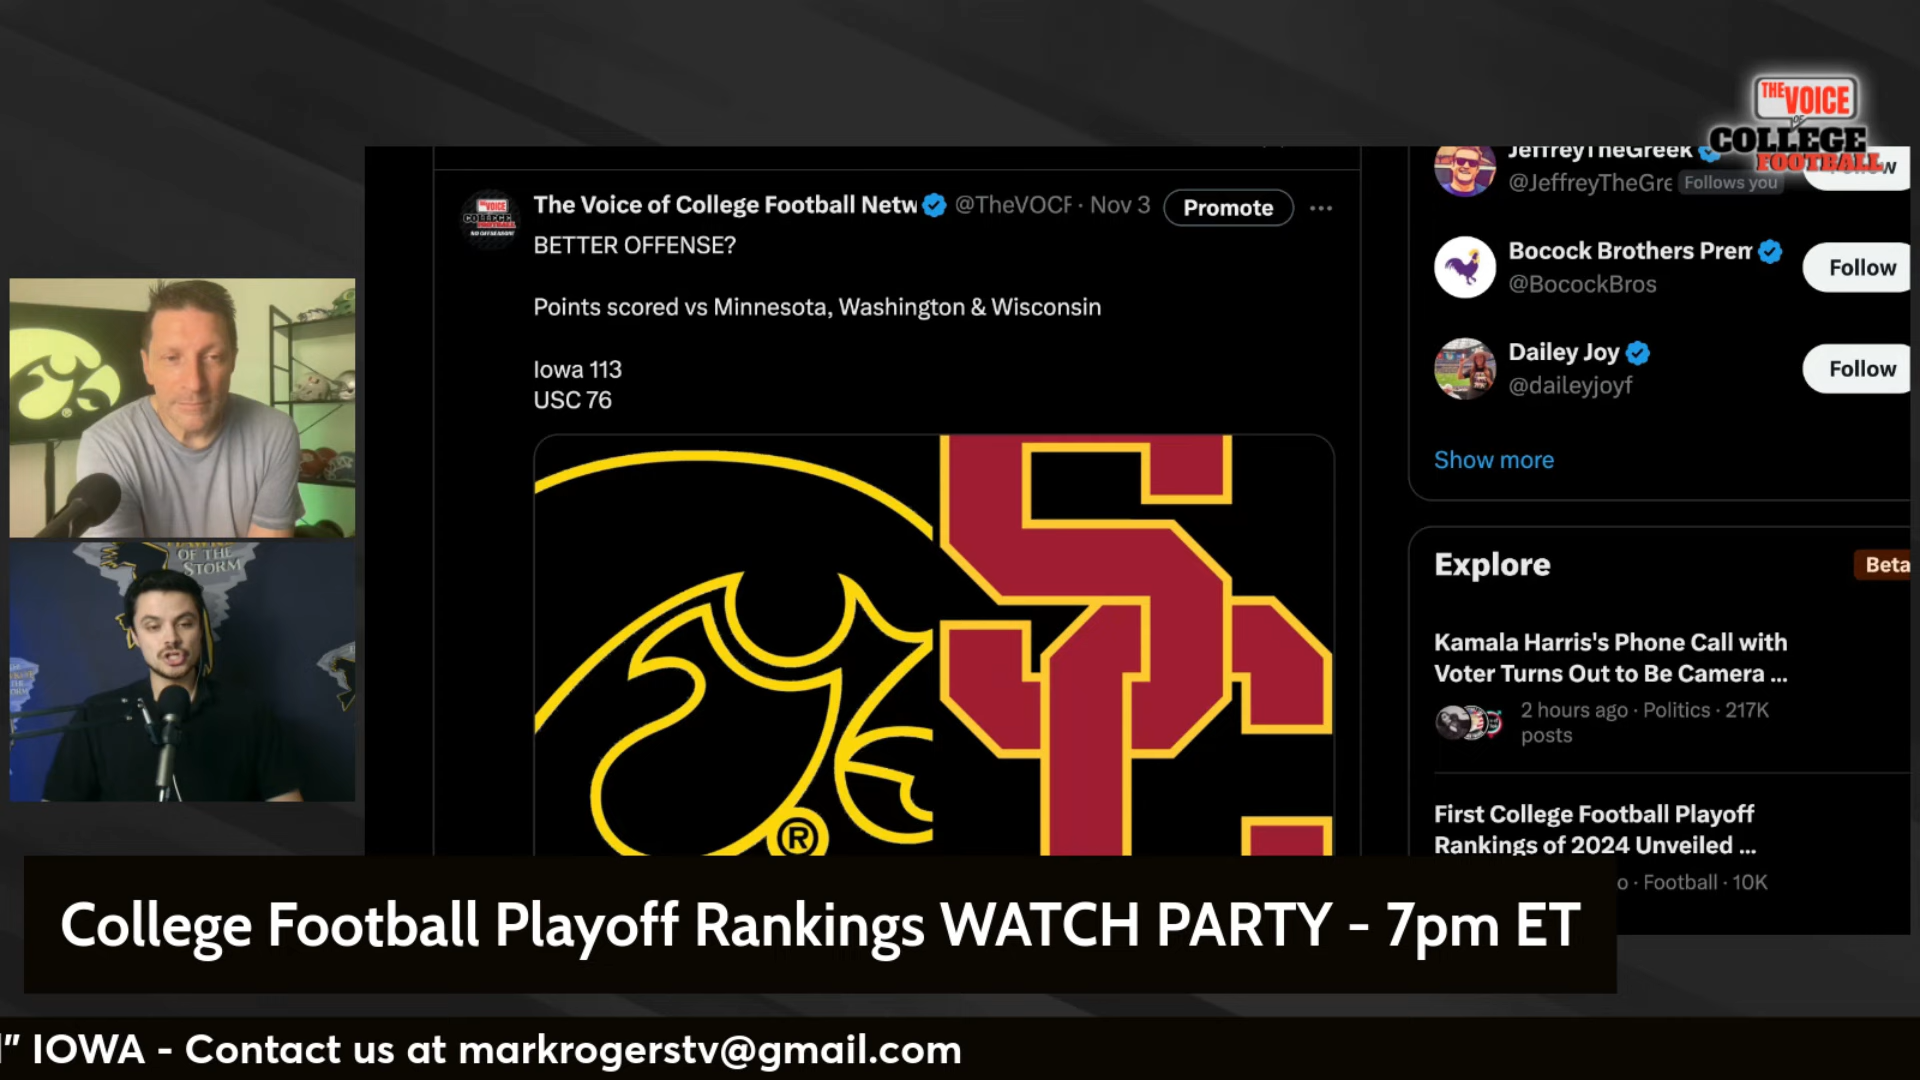 THE VOICE
OF
COLLEGE
FOOTBALL
JeffreyTheGreek
@JeffreyTheGre Follows you
The Voice of College Football Netw @TheVOCF · Nov 3 Promote ...
BETTER OFFENSE?
Points scored vs Minnesota, Washington & Wisconsin
Iowa 113
USC 76
Bocock Brothers Prem
@BocockBros
Follow
Dailey Joy
@daileyjoyf
Follow
Show more
Explore
Beta
Kamala Harris's Phone Call with
Voter Turns Out to Be Camera ...
2 hours ago · Politics · 217K
posts
First College Football Playoff
Rankings of 2024 Unveiled ...
o · Football · 10K
OF THE
STORM
SC
®
College Football Playoff Rankings WATCH PARTY - 7pm ET
" IOWA - Contact us at markrogerstv@gmail.com